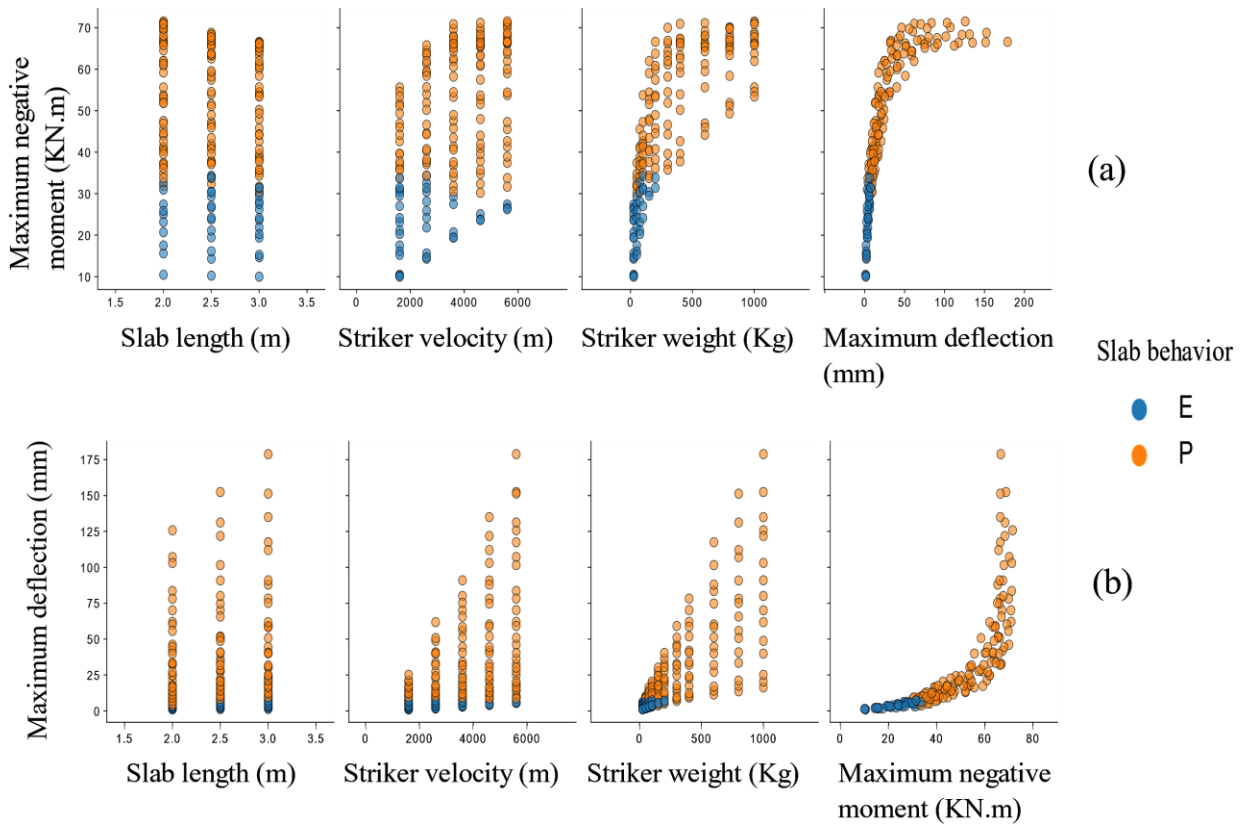 70
60
50
40
30
20
10
Maximum negative
moment (KN.m)
1.5 2.0 2.5 3.0 3.5
0 2000 4000 6000
0 500 1000
0 50 100 150 200
Slab length (m)
Striker velocity (m)
Striker weight (Kg)
Maximum deflection
(mm)
(a)
Slab behavior
E
P
175
150
125
100
75
50
25
0
Maximum deflection (mm)
1.5 2.0 2.5 3.0 3.5
0 2000 4000 6000
0 500 1000
0 20 40 60 80
Slab length (m)
Striker velocity (m)
Striker weight (Kg)
Maximum negative
moment (KN.m)
(b)